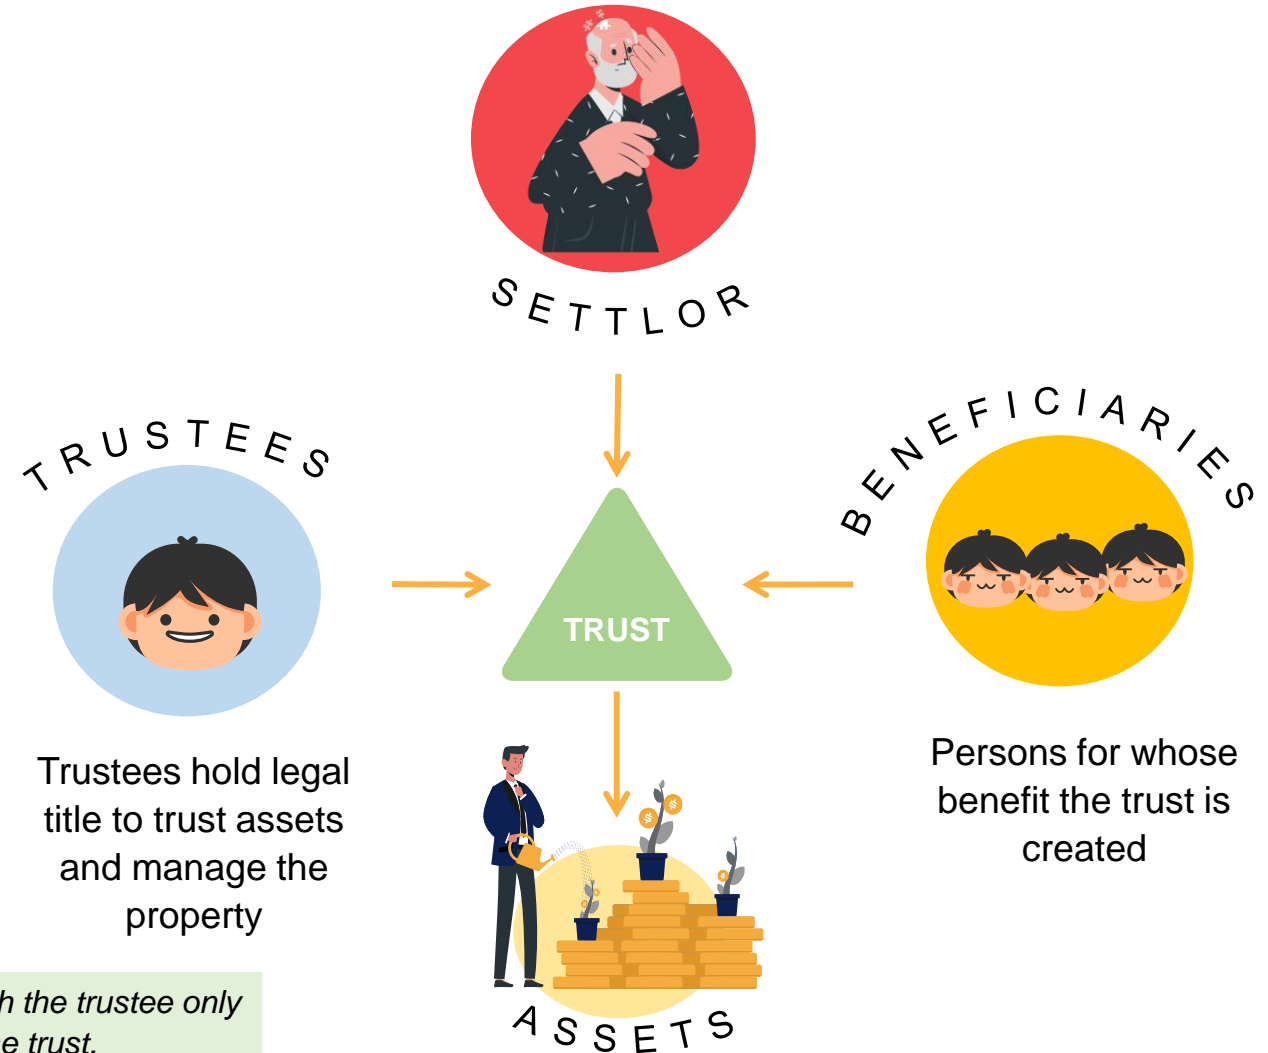 SETTLOR
TRUSTEES
BENEFICIARIES
TRUST
Trustees hold legal
title to trust assets
and manage the
property
Persons for whose
benefit the trust is
created
the trustee only
trust.
ASSETS